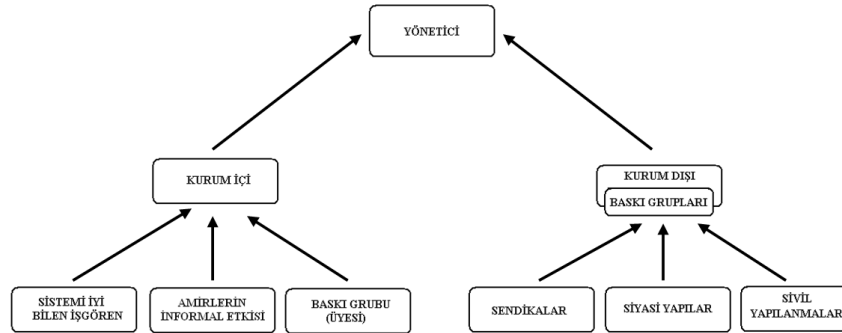 YÖNETİCİ
KURUM İÇİ
KURUM DIŞI
BASKI GRUPLARI
SİSTEMİ İYİ
BİLEN İŞGÖREN
AMİRLERİN
İNFORMAL ETKİSİ
BASKI GRUBU
(ÜYESİ)
SENDİKALAR
SİYASİ YAPILAR
SİVİL
YAPILANMALAR